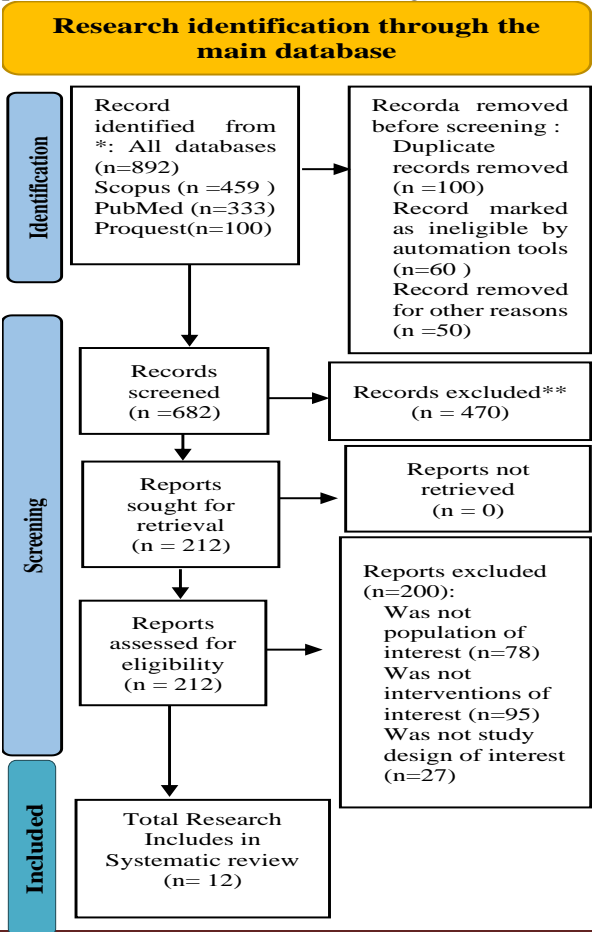 Research identification through the
main database
Identification
Record
identified from
*: All databases
(n=892)
Scopus (n =459 )
PubMed (n=333)
Proquest(n=100)
Recorda removed
before screening :
Duplicate
records removed
(n =100)
Record marked
as ineligible by
automation tools
(n=60 )
Record removed
for other reasons
(n =50)
Screening
Records
screened
(n =682)
Records excluded**
(n = 470)
Reports
sought for
retrieval
(n = 212)
Reports not
retrieved
(n = 0)
Reports
assessed for
eligibility
(n = 212)
Reports excluded
(n=200):
Was not
population of
interest (n=78)
Was not
interventions of
interest (n=95)
Was not study
design of interest
(n=27)
Included
Total Research
Includes in
Systematic review
(n= 12)